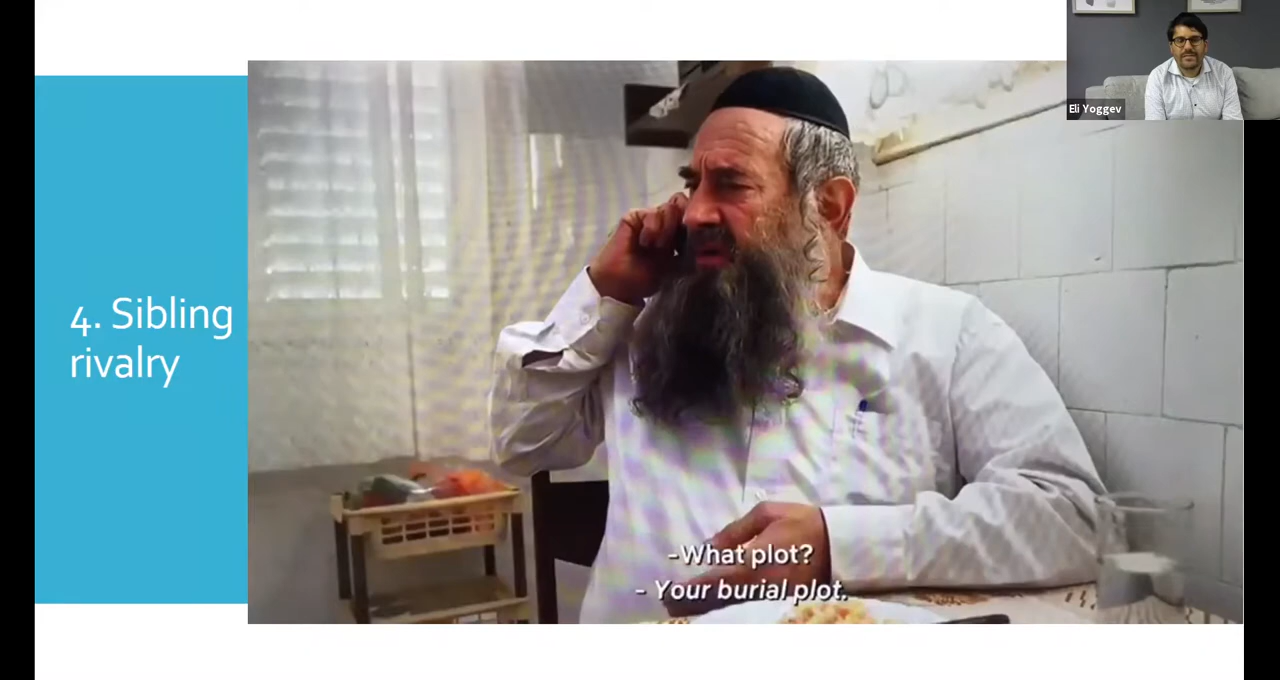 Eli Yoggev
4. Sibling
rivalry
-What plot?
- Your burial plot.